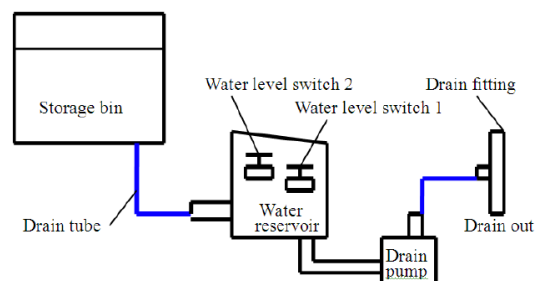 Water level switch 2
Drain fitting
Storage bin
Water level switch 1
Drain tube
Water
reservoir
Drain out
Drain
pump